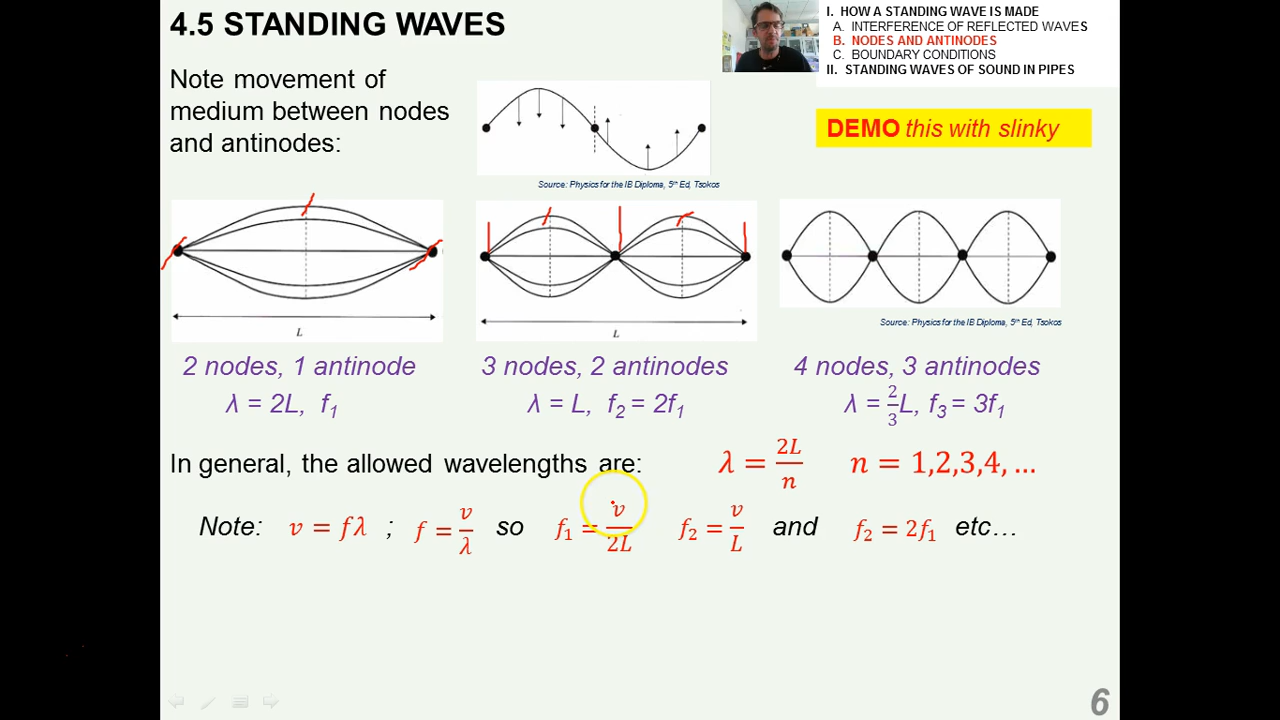 4.5 STANDING WAVES
I. HOW A STANDING WAVE IS MADE
A. INTERFERENCE OF REFLECTED WAVES
B. NODES AND ANTINODES
C. BOUNDARY CONDITIONS
II. STANDING WAVES OF SOUND IN PIPES
Note movement of
medium between nodes
and antinodes:
DEMO this with slinky
Source: Physics for the IB Diploma, 5th Ed, Tsokos
L
L
Source: Physics for the IB Diploma, 5th Ed, Tsokos
2 nodes, 1 antinode
λ = 2L, f₁
3 nodes, 2 antinodes
λ = L, f₂ = 2f₁
4 nodes, 3 antinodes
λ = 2/3 L, f₃ = 3f₁
In general, the allowed wavelengths are: λ = 2L/n n = 1,2,3,4, ...
Note: v = fλ ; f = v/λ so f₁ = v/2L f₂ = v/L and f₂ = 2f₁ etc…
6